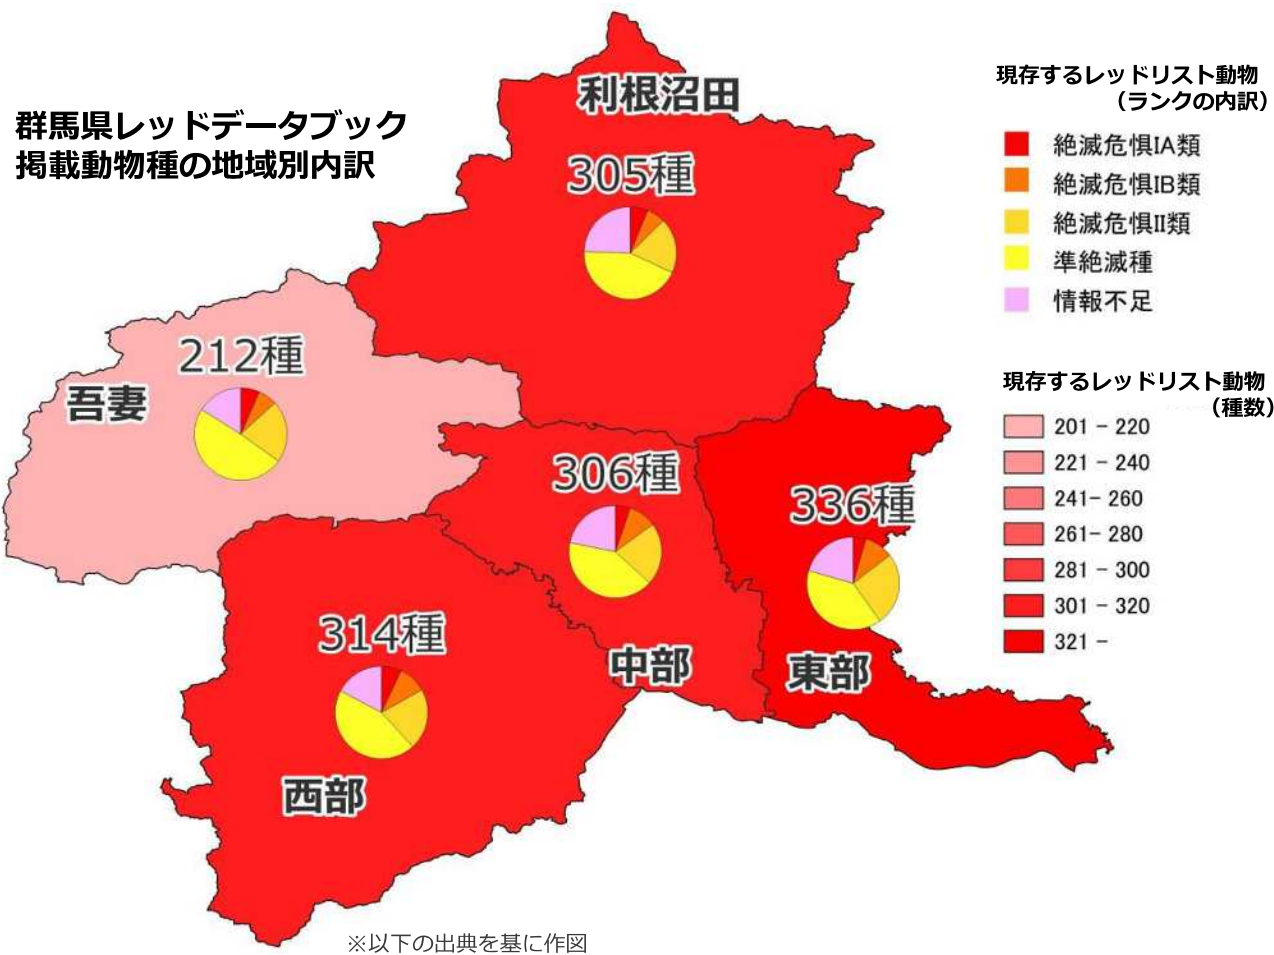 群馬県レッドデータブック
掲載動物種の地域別内訳
利根沼田
305種
212種
吾妻
306種
336種
314種
中部
東部
西部
現存するレッドリスト動物
（ランクの内訳）
絶滅危惧IA類
絶滅危惧IB類
絶滅危惧II類
準絶滅種
情報不足
現存するレッドリスト動物
（種数）
201 − 220
221 − 240
241− 260
261− 280
281 − 300
301 − 320
321 −
※以下の出典を基に作図